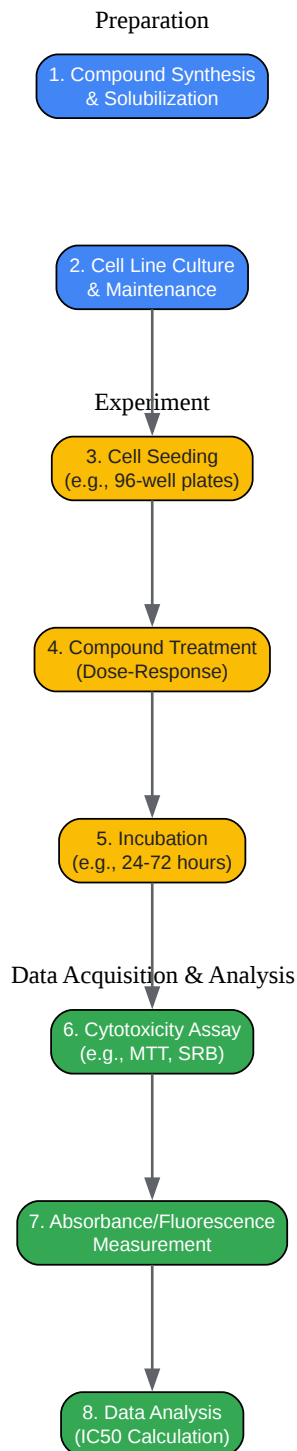 Preparation
1. Compound Synthesis
& Solubilization
2. Cell Line Culture
& Maintenance
Experiment
3. Cell Seeding
(e.g., 96-well plates)
4. Compound Treatment
(Dose-Response)
5. Incubation
(e.g., 24-72 hours)
Data Acquisition & Analysis
6. Cytotoxicity Assay
(e.g., MTT, SRB)
7. Absorbance/Fluorescence
Measurement
8. Data Analysis
(IC50 Calculation)